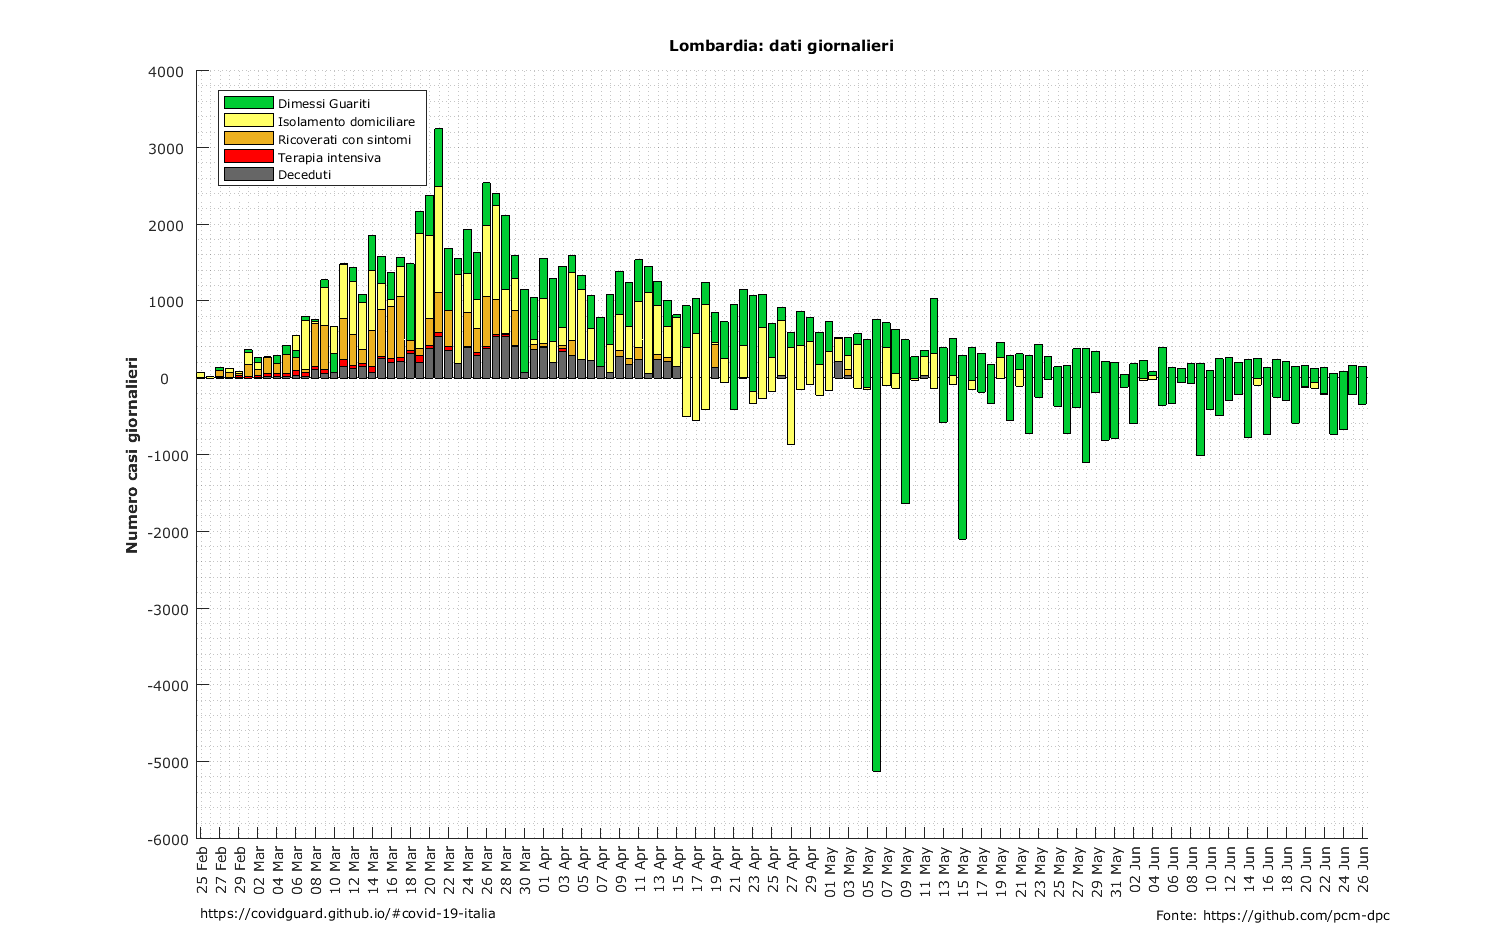 Lombardia: dati giornalieri
4000
3000
2000
1000
0
-1000
-2000
-3000
-4000
-5000
-6000
Numero casi giornalieri
Dimessi Guariti
Isolamento domiciliare
Ricoverati con sintomi
Terapia intensiva
Deceduti
25 Feb
27 Feb
29 Feb
02 Mar
04 Mar
06 Mar
08 Mar
10 Mar
12 Mar
14 Mar
16 Mar
18 Mar
20 Mar
22 Mar
24 Mar
26 Mar
28 Mar
30 Mar
01 Apr
03 Apr
05 Apr
07 Apr
09 Apr
11 Apr
13 Apr
15 Apr
17 Apr
19 Apr
21 Apr
23 Apr
25 Apr
27 Apr
29 Apr
01 May
03 May
05 May
07 May
09 May
11 May
13 May
15 May
17 May
19 May
21 May
23 May
25 May
27 May
29 May
31 May
02 Jun
04 Jun
06 Jun
08 Jun
10 Jun
12 Jun
14 Jun
16 Jun
18 Jun
20 Jun
22 Jun
24 Jun
26 Jun
https://covidguard.github.io/#covid-19-italia
Fonte: https://github.com/pcm-dpc